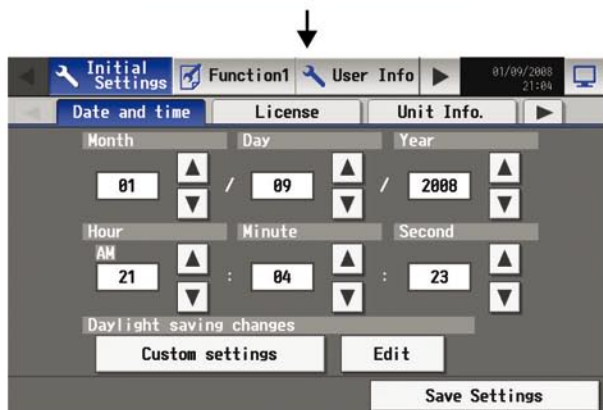 Initial Settings Function1 User Info 01/09/2008 21:04
Date and time License Unit Info.
Month Day Year
01 / 09 / 2008
Hour Minute Second
AM
21 : 04 : 23
Daylight saving changes
Custom settings Edit
Save Settings